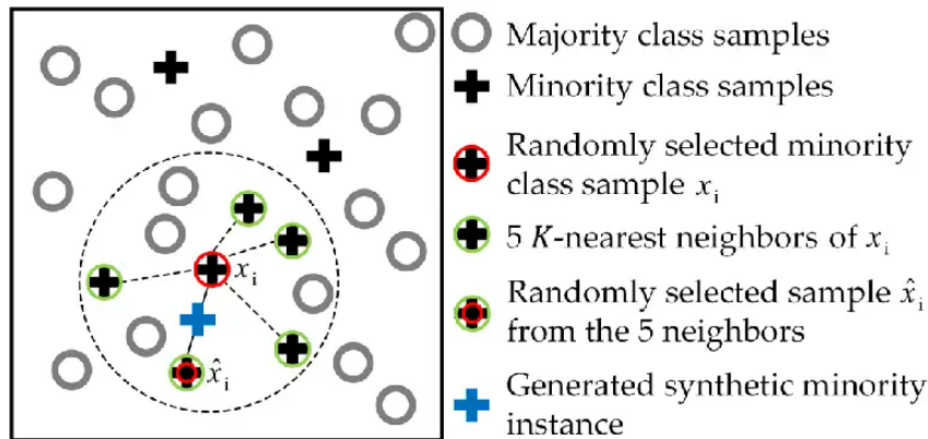 Majority class samples
Minority class samples
Randomly selected minority
class sample xᵢ
5 K-nearest neighbors of xᵢ
Randomly selected sample x̂ᵢ
from the 5 neighbors
Generated synthetic minority
instance
xᵢ
x̂ᵢ